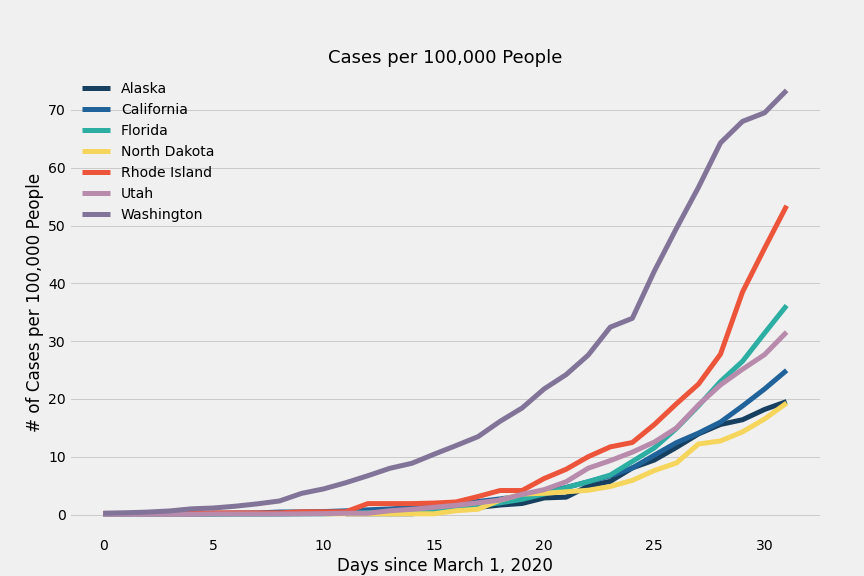 Cases per 100,000 People
Alaska
California
Florida
North Dakota
Rhode Island
Utah
Washington
# of Cases per 100,000 People
70
60
50
40
30
20
10
0
0 5 10 15 20 25 30
Days since March 1, 2020